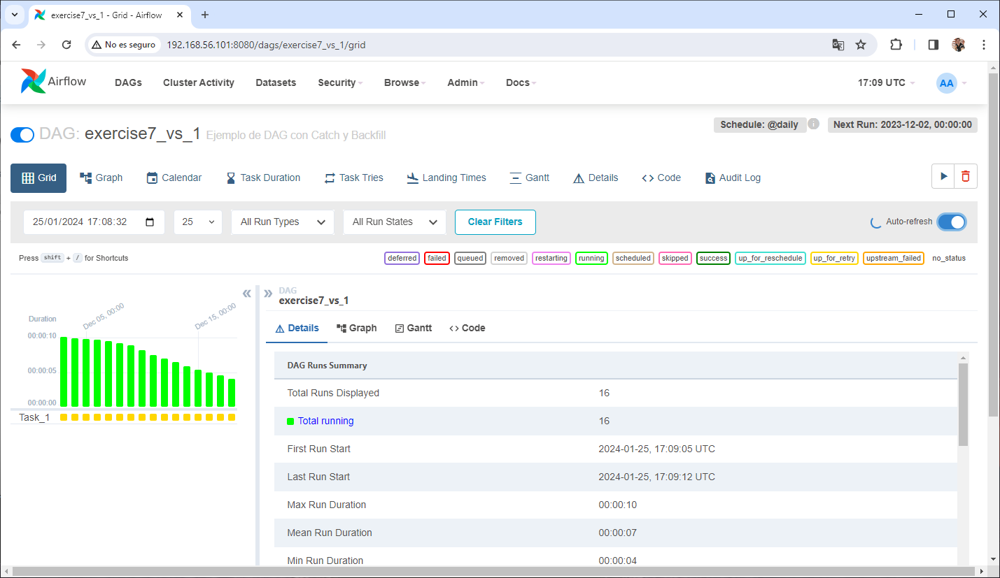 exercise7_vs_1 - Grid - Airflow
No es seguro 192.168.56.101:8080/dags/exercise7_vs_1/grid
Airflow DAGs Cluster Activity Datasets Security Browse Admin Docs 17:09 UTC AA
DAG: exercise7_vs_1 Ejemplo de DAG con Catch y Backfill
Schedule: @daily i Next Run: 2023-12-02, 00:00:00
Grid Graph Calendar Task Duration Task Tries Landing Times Gantt Details Code Audit Log
25/01/2024 17:08:32 25 All Run Types All Run States Clear Filters Auto-refresh
Press shift + / for Shortcuts
deferred failed queued removed restarting running scheduled skipped success up_for_reschedule up_for_retry upstream_failed no_status
Duration
Dec 05, 00:00
Dec 15, 00:00
00:00:10
00:00:05
00:00:00
Task_1
DAG
exercise7_vs_1
Details Graph Gantt Code
DAG Runs Summary
Total Runs Displayed 16
Total running 16
First Run Start 2024-01-25, 17:09:05 UTC
Last Run Start 2024-01-25, 17:09:12 UTC
Max Run Duration 00:00:10
Mean Run Duration 00:00:07
Min Run Duration 00:00:04